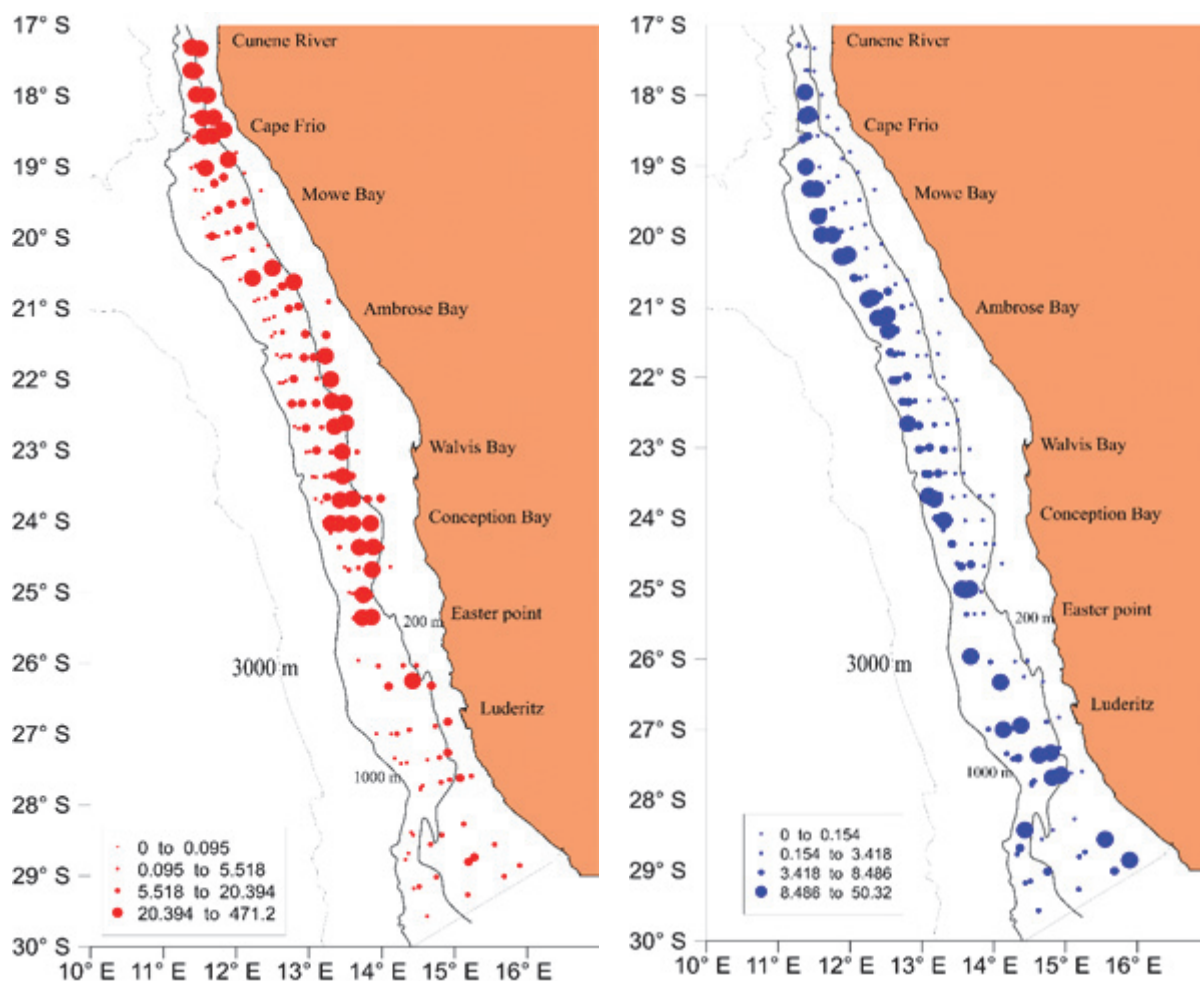 17° S
Cunene River
18° S
Cape Frio
19° S
Mowe Bay
20° S
21° S
Ambrose Bay
22° S
23° S
Walvis Bay
24° S
Conception Bay
25° S
Easter point
200 m
26° S
3000 m
Luderitz
27° S
1000 m
28° S
0 to 0.095
0.095 to 5.518
29° S
5.518 to 20.394
20.394 to 471.2
30° S
10° E 11° E 12° E 13° E 14° E 15° E 16° E
17° S
Cunene River
18° S
Cape Frio
19° S
Mowe Bay
20° S
21° S
Ambrose Bay
22° S
23° S
Walvis Bay
24° S
Conception Bay
25° S
Easter point
200 m
26° S
3000 m
Luderitz
27° S
1000 m
28° S
0 to 0.154
0.154 to 3.418
29° S
3.418 to 8.486
8.486 to 50.32
30° S
10° E 11° E 12° E 13° E 14° E 15° E 16° E